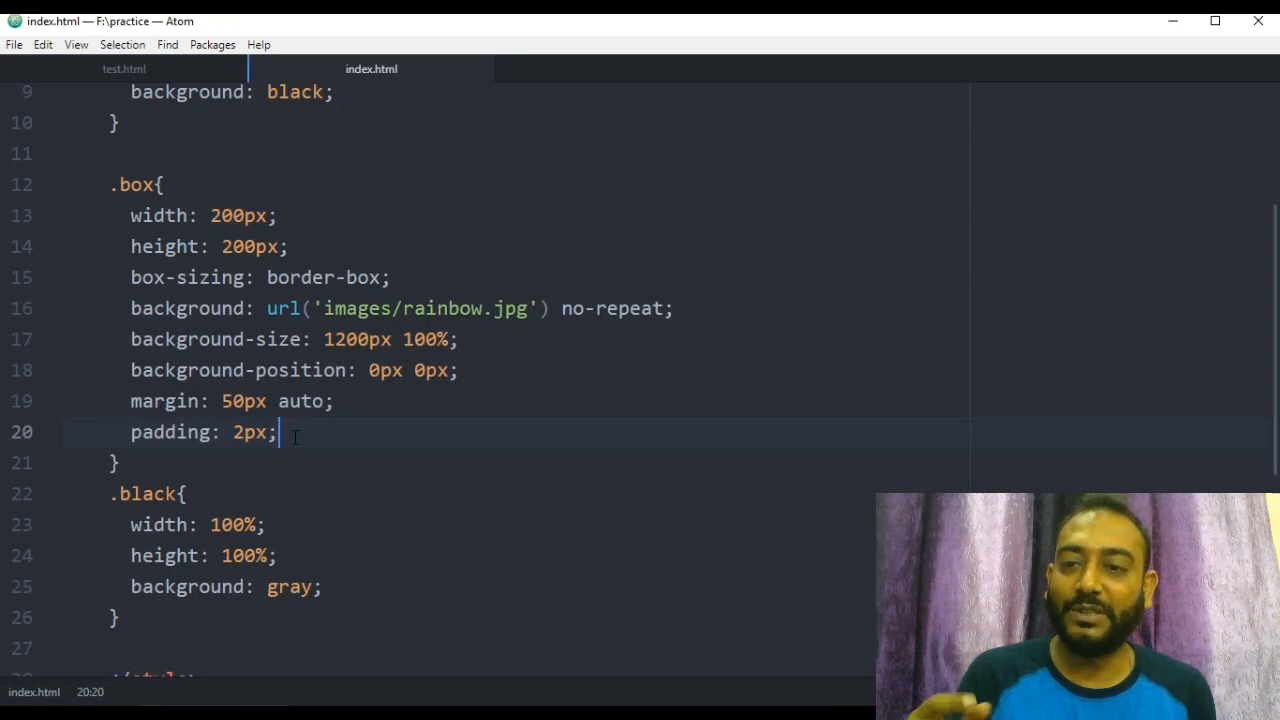 index.html — F:\practice — Atom
File Edit View Selection Find Packages Help
test.html index.html
9 background: black;
10 }
11
12 .box{
13 width: 200px;
14 height: 200px;
15 box-sizing: border-box;
16 background: url('images/rainbow.jpg') no-repeat;
17 background-size: 1200px 100%;
18 background-position: 0px 0px;
19 margin: 50px auto;
20 padding: 2px;
21 }
22 .black{
23 width: 100%;
24 height: 100%;
25 background: gray;
26 }
27
28 </style>
index.html 20:20